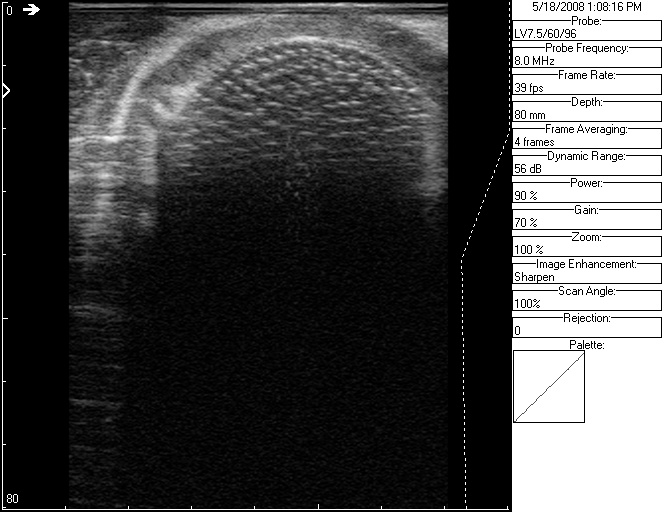 0
80
5/18/2008 1:08:16 PM
Probe:
LV7.5/60/96
Probe Frequency:
8.0 MHz
Frame Rate:
39 fps
Depth:
80 mm
Frame Averaging:
4 frames
Dynamic Range:
56 dB
Power:
90 %
Gain:
70 %
Zoom:
100 %
Image Enhancement:
Sharpen
Scan Angle:
100%
Rejection:
0
Palette: